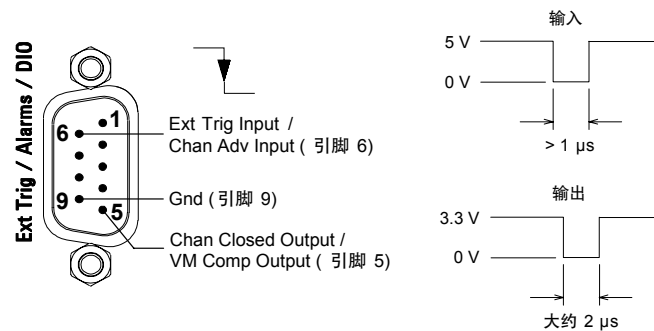 Ext Trig / Alarms / DIO
1
6
9
5
Ext Trig Input /
Chan Adv Input ( 引脚 6)
Gnd (引脚 9)
Chan Closed Output /
VM Comp Output ( 引脚 5)
输入
5 V
0 V
> 1 µs
输出
3.3 V
0 V
大约 2 µs